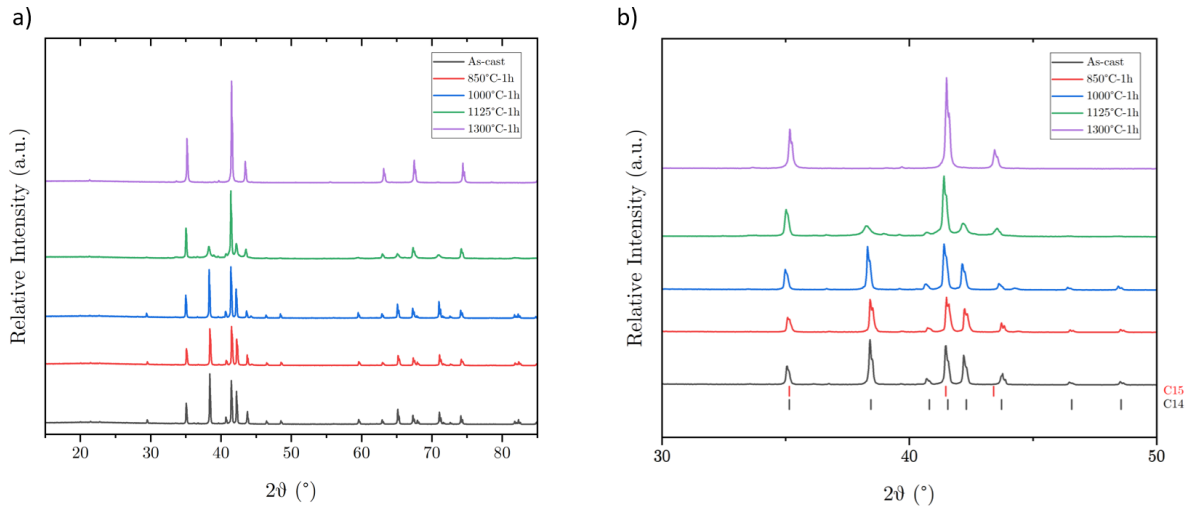 a)
As-cast
850°C-1h
1000°C-1h
1125°C-1h
1300°C-1h
Relative Intensity (a.u.)
20 30 40 50 60 70 80
2ϑ (°)
b)
As-cast
850°C-1h
1000°C-1h
1125°C-1h
1300°C-1h
Relative Intensity (a.u.)
C15
C14
30 40 50
2ϑ (°)